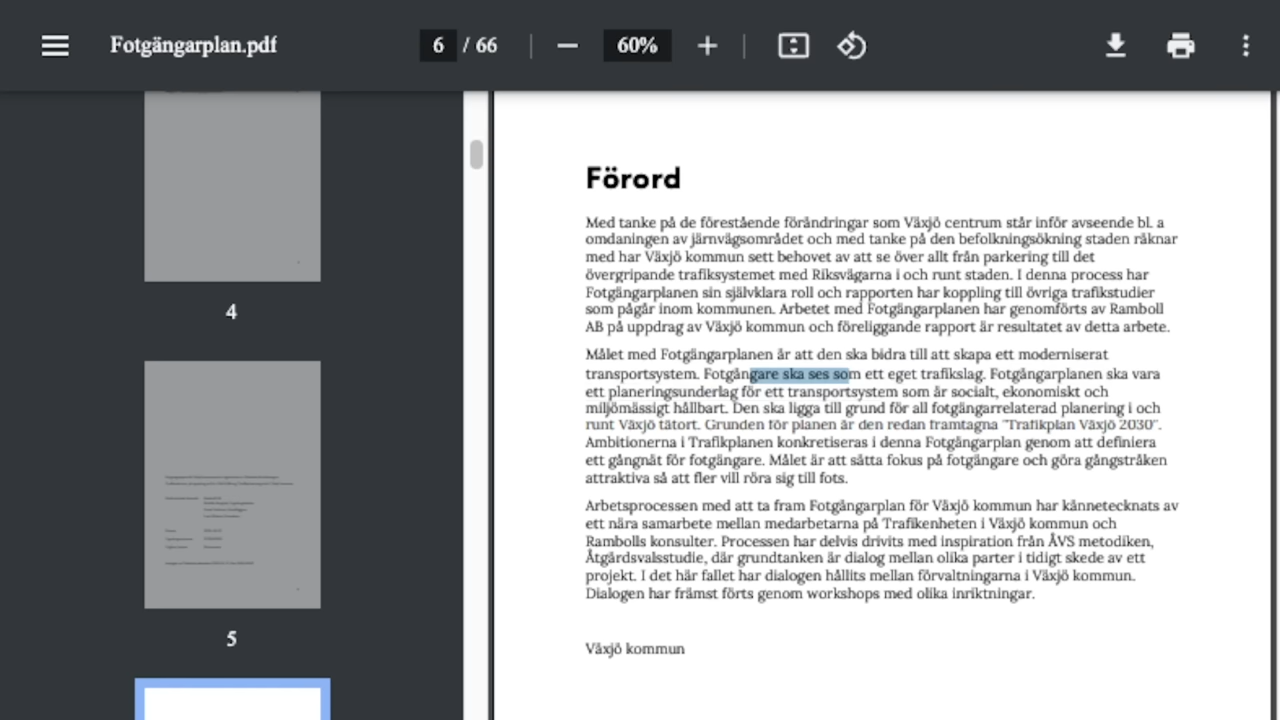 Fotgängarplan.pdf
6 / 66
60%
4
5
Förord
Med tanke på de förestående förändringar som Växjö centrum står inför avseende bl. a
omdaningen av järnvägsområdet och med tanke på den befolkningsökning staden räknar
med har Växjö kommun sett behovet av att se över allt från parkering till det
övergripande trafiksystemet med Riksvägarna i och runt staden. I denna process har
Fotgängarplanen sin självklara roll och rapporten har koppling till övriga trafikstudier
som pågår inom kommunen. Arbetet med Fotgängarplanen har genomförts av Ramboll
AB på uppdrag av Växjö kommun och föreliggande rapport är resultatet av detta arbete.
Målet med Fotgängarplanen är att den ska bidra till att skapa ett moderniserat
transportsystem. Fotgängare ska ses som ett eget trafikslag. Fotgängarplanen ska vara
ett planeringsunderlag för ett transportsystem som är socialt, ekonomiskt och
miljömässigt hållbart. Den ska ligga till grund för all fotgängarrelaterad planering i och
runt Växjö tätort. Grunden för planen är den redan framtagna "Trafikplan Växjö 2030".
Ambitionerna i Trafikplanen konkretiseras i denna Fotgängarplan genom att definiera
ett gångnät för fotgängare. Målet är att sätta fokus på fotgängare och göra gångstråken
attraktiva så att fler vill röra sig till fots.
Arbetsprocessen med att ta fram Fotgängarplan för Växjö kommun har kännetecknats av
ett nära samarbete mellan medarbetarna på Trafikenheten i Växjö kommun och
Rambolls konsulter. Processen har delvis drivits med inspiration från ÅVS metodiken,
Åtgärdsvalsstudie, där grundtanken är dialog mellan olika parter i tidigt skede av ett
projekt. I det här fallet har dialogen hållits mellan förvaltningarna i Växjö kommun.
Dialogen har främst förts genom workshops med olika inriktningar.
Växjö kommun